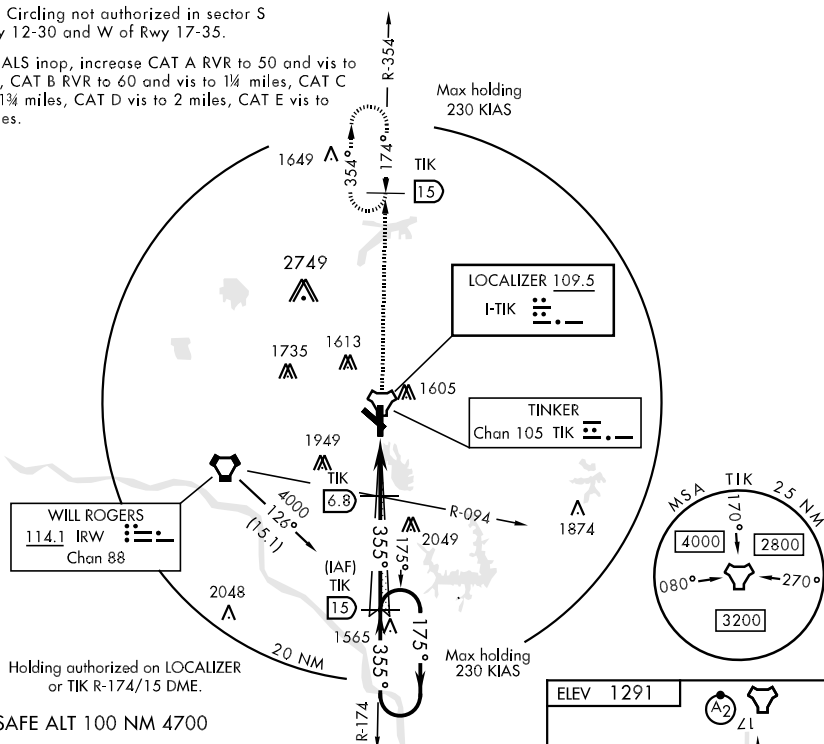 Circling not authorized in sector S
y 12-30 and W of Rwy 17-35.
ALS inop, increase CAT A RVR to 50 and vis to
, CAT B RVR to 60 and vis to 1¼ miles, CAT C
1¾ miles, CAT D vis to 2 miles, CAT E vis to
es.
R-354
Max holding
230 KIAS
1649
354°
174°
TIK
15
2749
LOCALIZER 109.5
I-TIK
1735
1613
1605
TINKER
Chan 105 TIK
1949
TIK
6.8
WILL ROGERS
114.1 IRW
Chan 88
4000
126°
(15.1)
R-094
1874
355°
175°
2049
(IAF)
TIK
15
2048
1565
355°
175°
20 NM
Max holding
230 KIAS
Holding authorized on LOCALIZER
or TIK R-174/15 DME.
R-174
SAFE ALT 100 NM 4700
MSA TIK 25 NM
170°
4000
2800
080°
270°
3200
ELEV 1291
A2
17